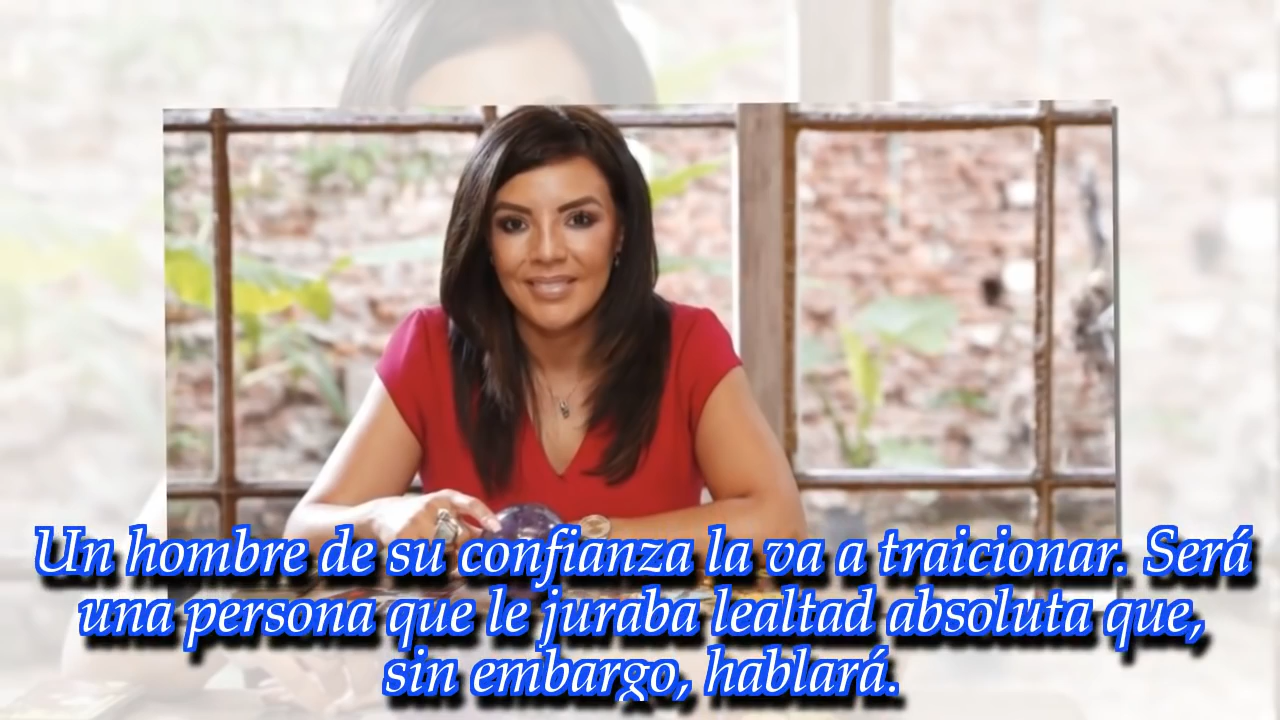 Un hombre de su confianza la va a traicionar. Será
una persona que le juraba lealtad absoluta que,
sin embargo, hablará.